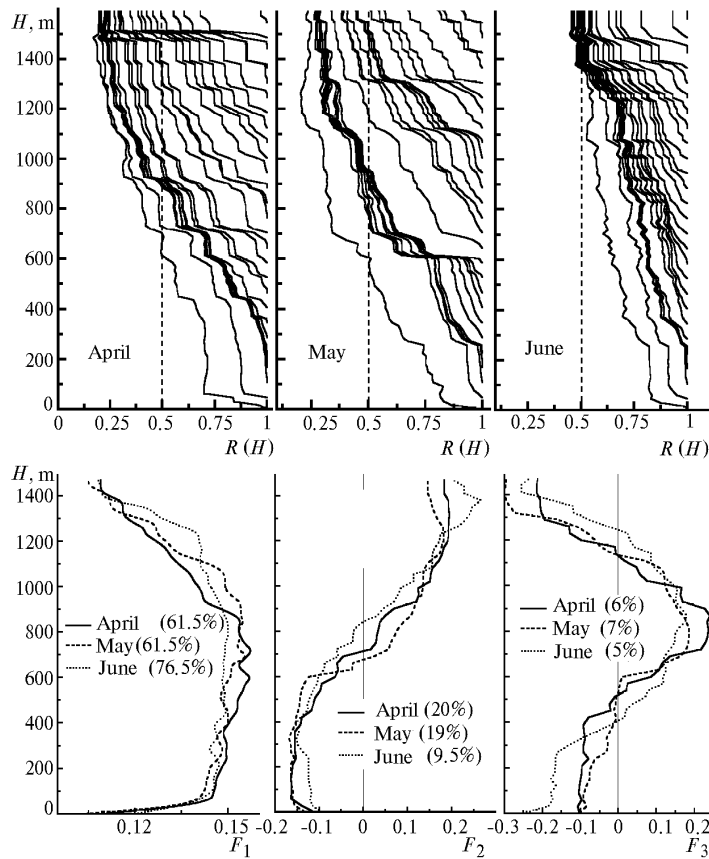 H, m
1400
1200
1000
800
600
400
200
0
April
May
June
0 0.25 0.5 0.75 1
0.25 0.5 0.75 1
0.25 0.5 0.75 1
R (H)
R (H)
R (H)
H, m
1400
1200
1000
800
600
400
200
0
April (61.5%)
May (61.5%)
June (76.5%)
April (20%)
May (19%)
June (9.5%)
April (6%)
May (7%)
June (5%)
0.12 0.15
-0.2 -0.1 0 0.1 0.2
-0.3 -0.2 -0.1 0 0.1 0.2
F1
F2
F3